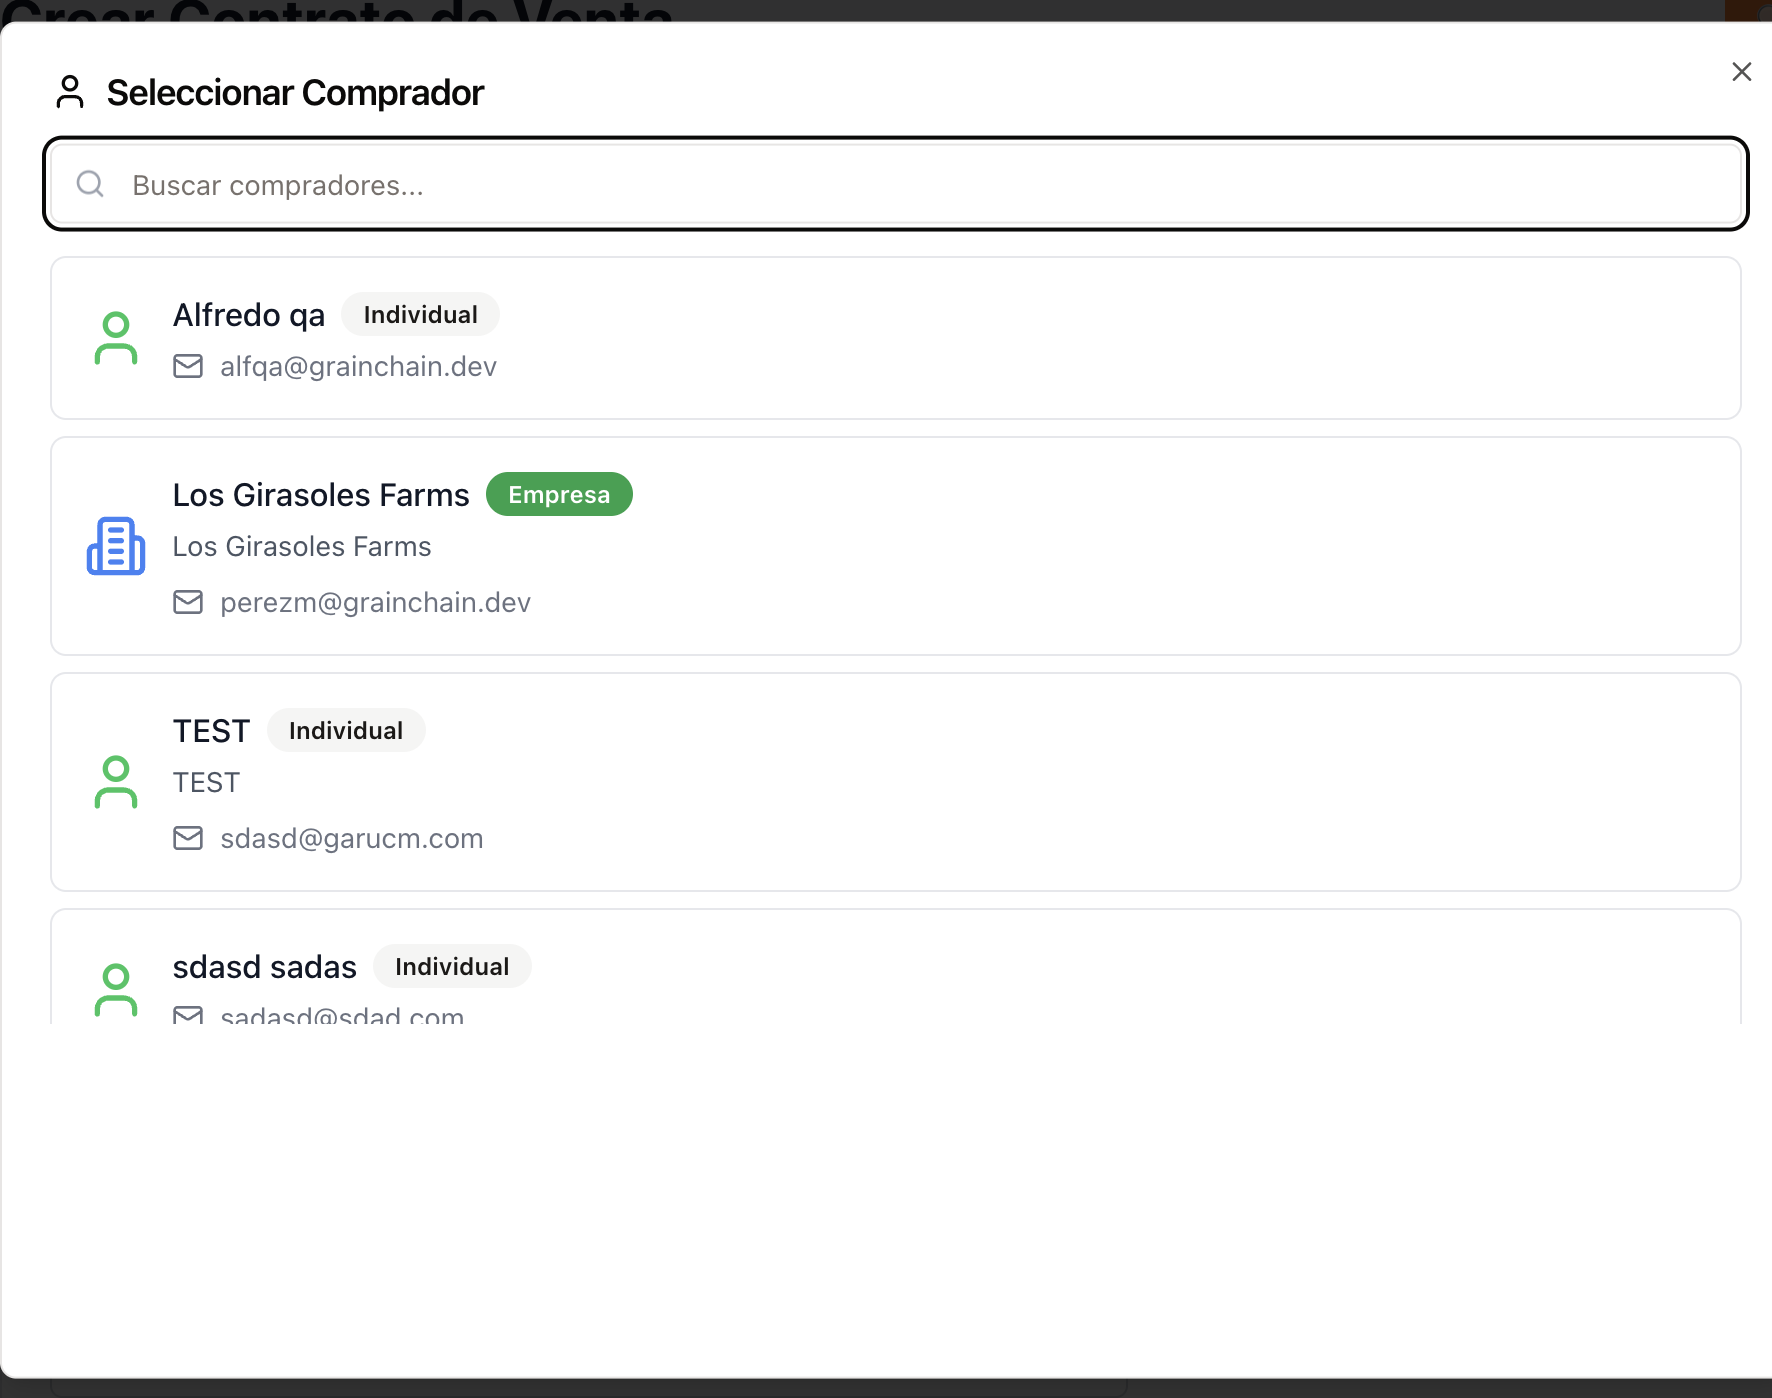 Crear Contrato de Venta
Seleccionar Comprador
Buscar compradores...
Alfredo qa Individual
alfqa@grainchain.dev
Los Girasoles Farms Empresa
Los Girasoles Farms
perezm@grainchain.dev
TEST Individual
TEST
sdasd@garucm.com
sdasd sadas Individual
sadasd@sdad.com